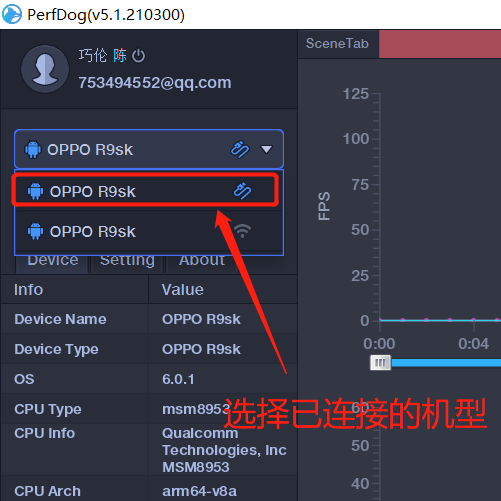 PerfDog(v5.1.210300)
巧伦 陈
753494552@qq.com
SceneTab
OPPO R9sk
OPPO R9sk
OPPO R9sk
Device Setting About
Info Value
Device Name OPPO R9sk
Device Type OPPO R9sk
OS 6.0.1
CPU Type msm8953
CPU Info Qualcomm
Technologies, Inc
MSM8953
CPU Arch arm64-v8a
选择已连接的机型
FPS
125
100
75
50
25
0
0:00 0:04
60
50
40